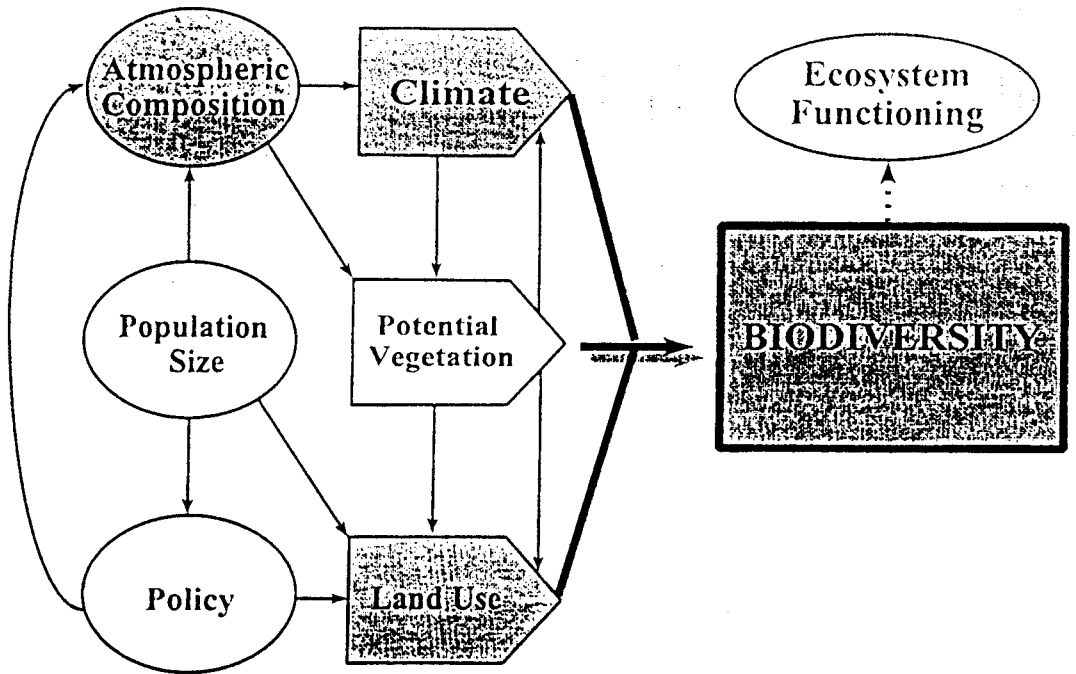 Atmospheric
Composition
Climate
Ecosystem
Functioning
Population
Size
Potential
Vegetation
BIODIVERSITY
Policy
Land Use